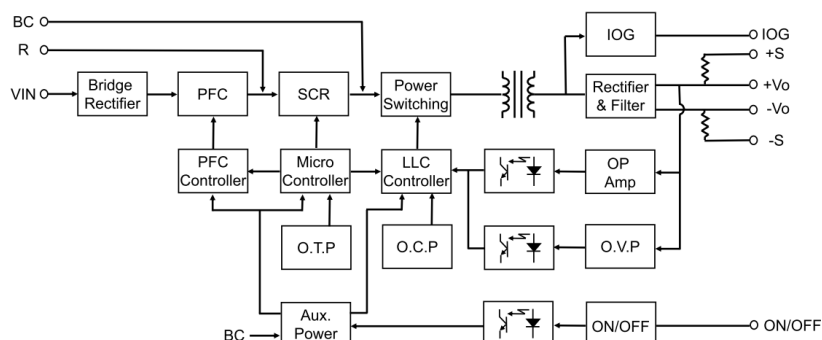 BC
R
VIN
Bridge
Rectifier
PFC
SCR
Power
Switching
IOG
IOG
+S
Rectifier
& Filter
+Vo
-Vo
-S
PFC
Controller
Micro
Controller
LLC
Controller
OP
Amp
O.T.P
O.C.P
O.V.P
BC
Aux.
Power
ON/OFF
ON/OFF